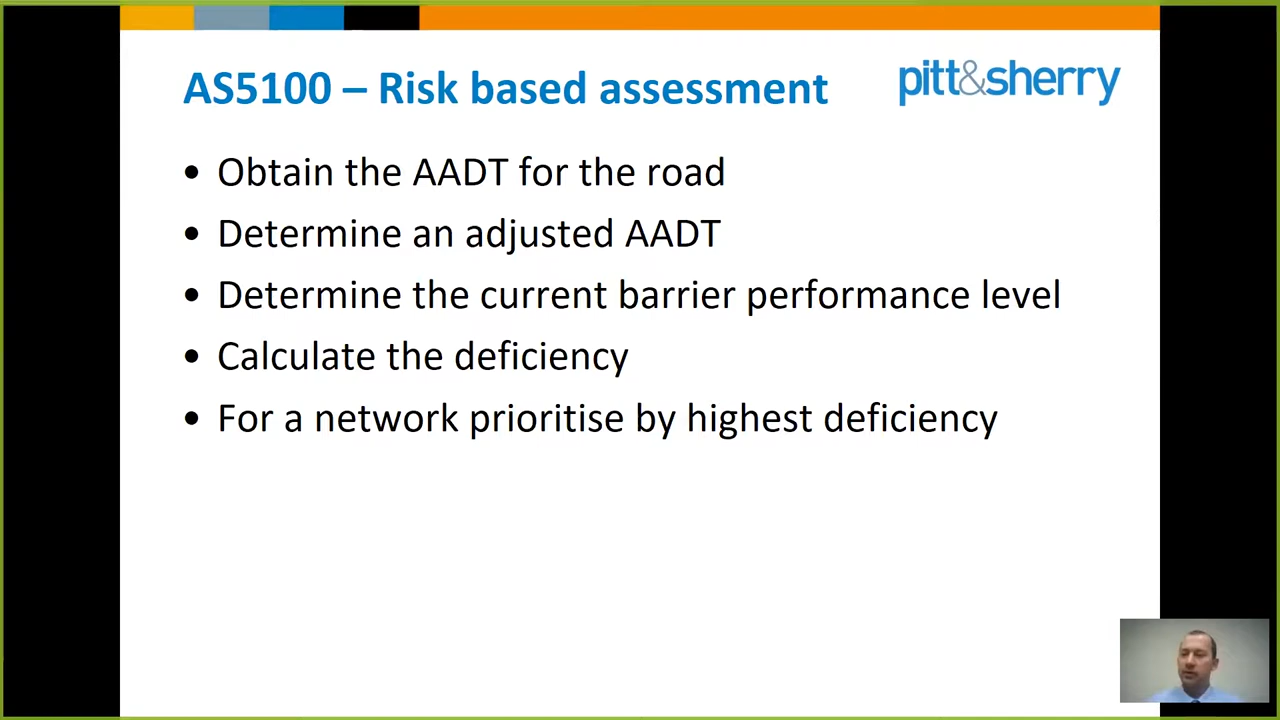 AS5100 – Risk based assessment
pitt&sherry
• Obtain the AADT for the road
• Determine an adjusted AADT
• Determine the current barrier performance level
• Calculate the deficiency
• For a network prioritise by highest deficiency